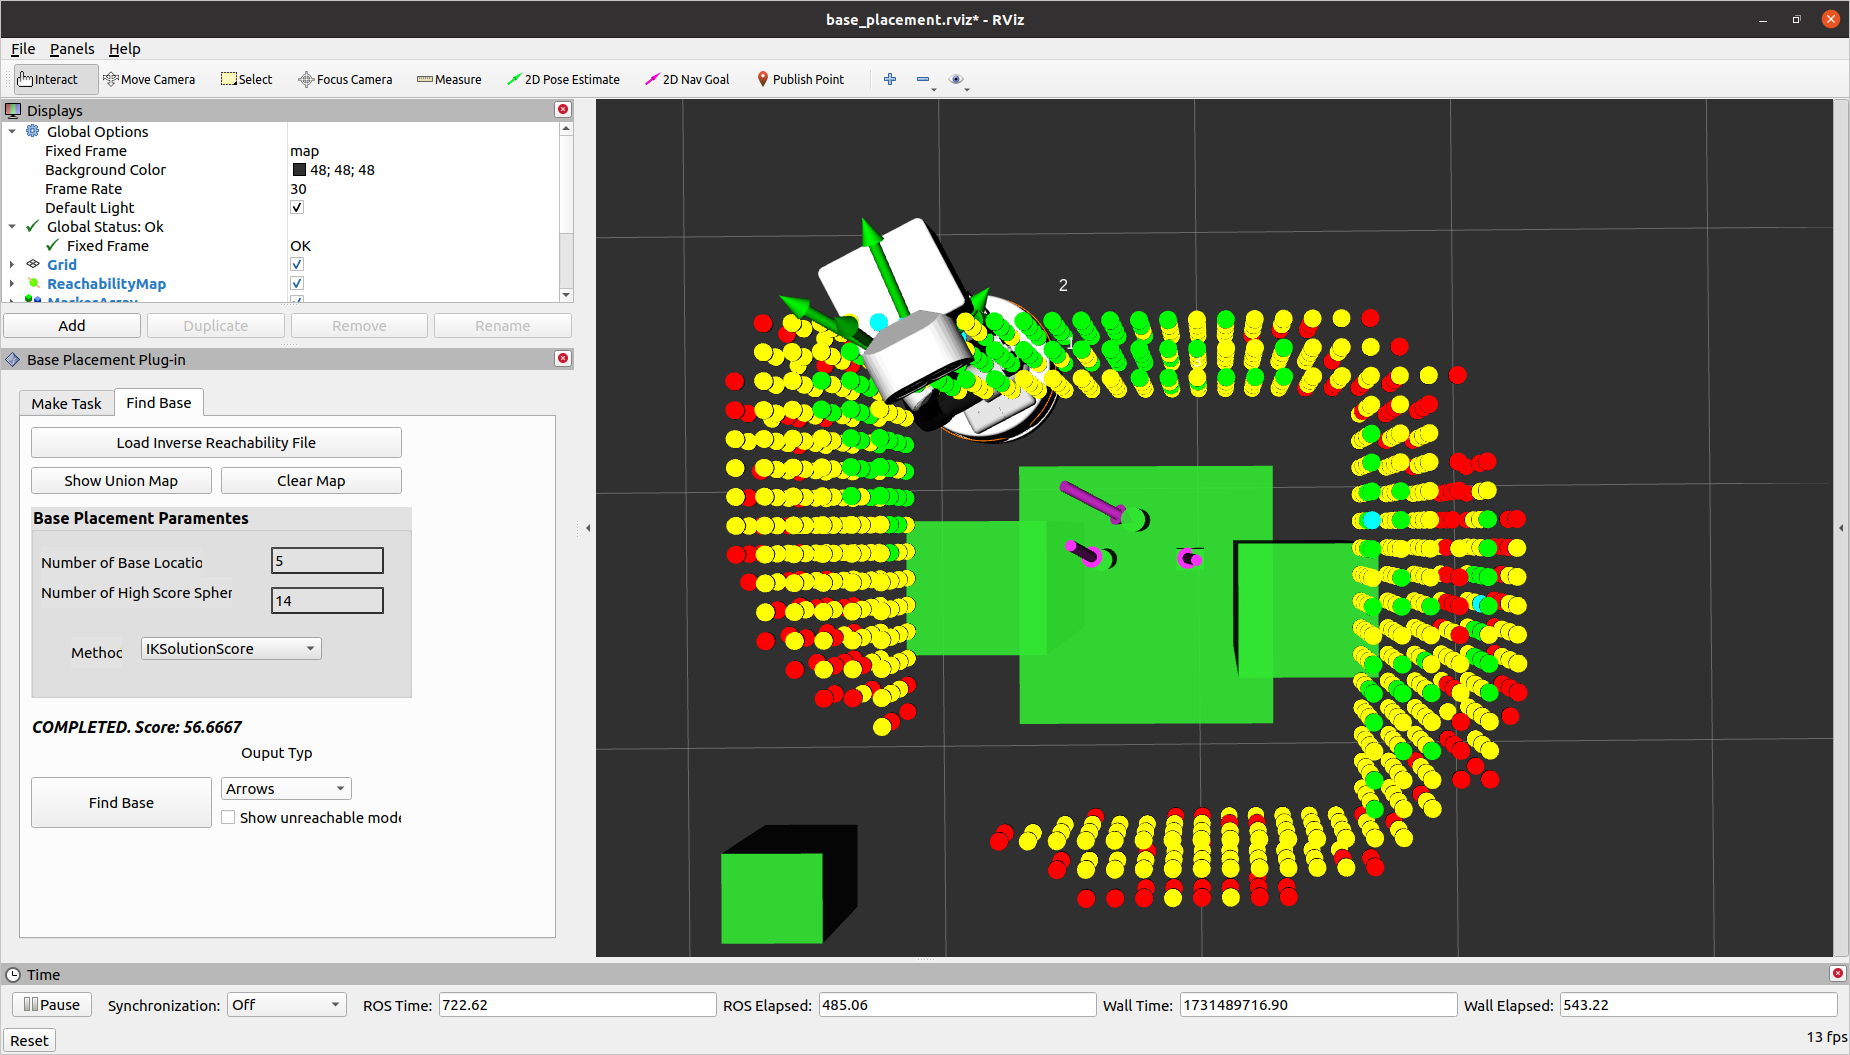 base_placement.rviz* - RViz
File Panels Help
Interact Move Camera Select Focus Camera Measure 2D Pose Estimate 2D Nav Goal Publish Point
Displays
Global Options
Fixed Frame map
Background Color 48; 48; 48
Frame Rate 30
Default Light
Global Status: Ok
Fixed Frame OK
Grid
ReachabilityMap
MarkerArray
Add Duplicate Remove Rename
Base Placement Plug-in
Make Task Find Base
Load Inverse Reachability File
Show Union Map Clear Map
Base Placement Paramentes
Number of Base Locatio 5
Number of High Score Spher 14
Methoc IKSolutionScore
COMPLETED. Score: 56.6667
Ouput Typ
Find Base Arrows
Show unreachable mode
2
1
Time
Pause Synchronization: Off ROS Time: 722.62 ROS Elapsed: 485.06 Wall Time: 1731489716.90 Wall Elapsed: 543.22
Reset 13 fps